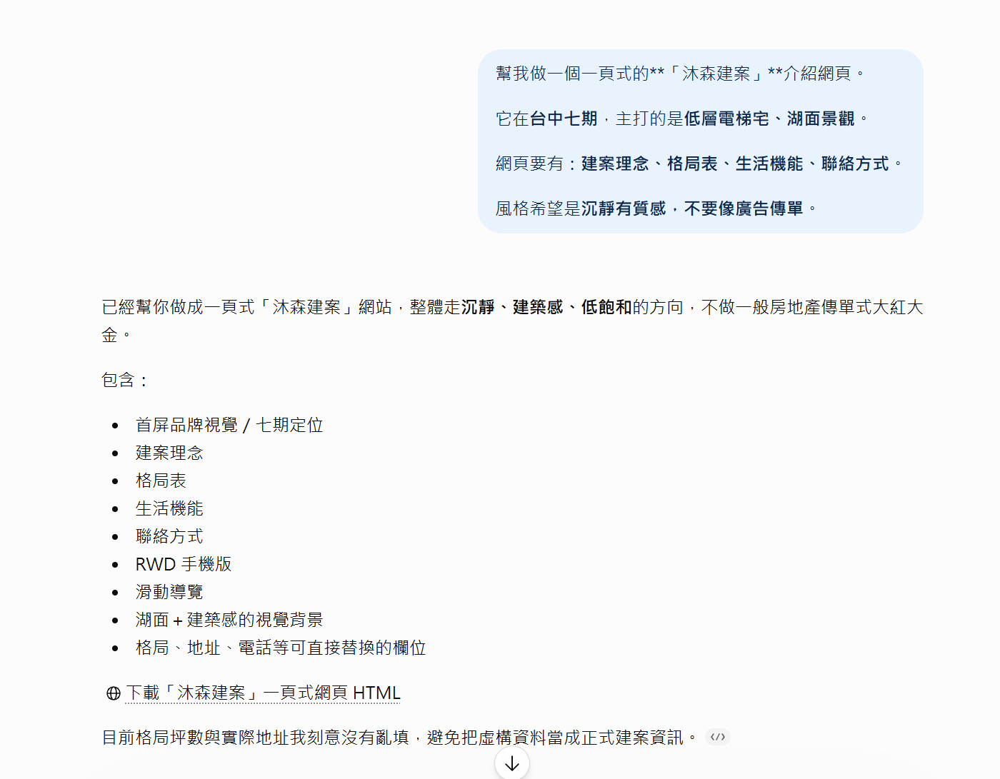 幫我做一個一頁式的**「沐森建案」**介紹網頁。
它在台中七期，主打的是低層電梯宅、湖面景觀。
網頁要有：建案理念、格局表、生活機能、聯絡方式。
風格希望是沉靜有質感，不要像廣告傳單。
已經幫你做成一頁式「沐森建案」網站，整體走沉靜、建築感、低飽和的方向，不做一般房地產傳單式大紅大
金。
包含：
• 首屏品牌視覺 / 七期定位
• 建案理念
• 格局表
• 生活機能
• 聯絡方式
• RWD 手機版
• 滑動導覽
• 湖面 + 建築感的視覺背景
• 格局、地址、電話等可直接替換的欄位
下載「沐森建案」一頁式網頁 HTML
目前格局坪數與實際地址我刻意沒有亂填，避免把虛構資料當成正式建案資訊。